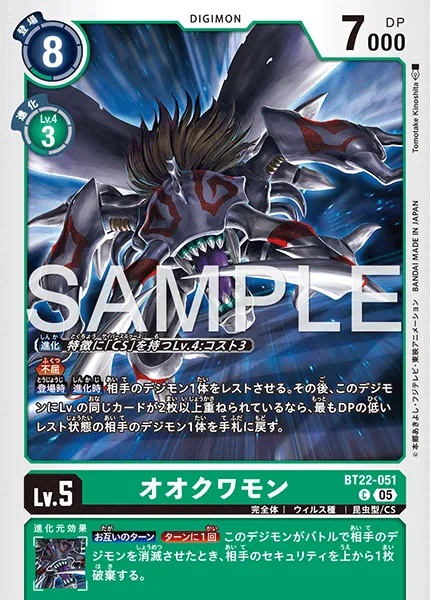 登場
8
DIGIMON
7000
DP
進化
Lv.4
3
Tomotake Kinoshita
BANDAI MADE IN JAPAN
©本郷あきよし・フジテレビ・東映アニメーション
SAMPLE
進化 特徴に「CS」を持つLv.4:コスト3
不屈
登場時 進化時 相手のデジモン1体をレストさせる。その後、このデジモ
ンにLv.の同じカードが2枚以上重ねられているなら、最もDPの低い
レスト状態の相手のデジモン1体を手札に戻す。
BT22-051
Lv.5
オオクワモン
C 05
完全体 | ウィルス種 | 昆虫型/CS
進化元効果
お互いのターン ターンに1回 このデジモンがバトルで相手のデ
ジモンを消滅させたとき、相手のセキュリティを上から1枚
破棄する。